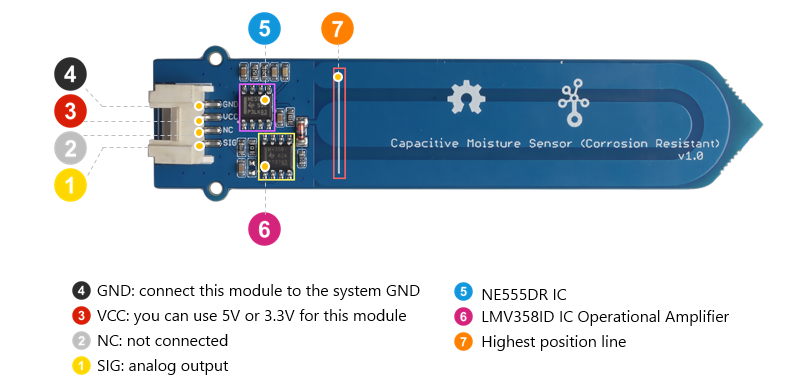 5
7
4
3
2
1
GND
VCC
NC
SIG
Capacitive Moisture Sensor (Corrosion Resistant)
v1.0
6
4 GND: connect this module to the system GND
3 VCC: you can use 5V or 3.3V for this module
2 NC: not connected
1 SIG: analog output
5 NE555DR IC
6 LMV358ID IC Operational Amplifier
7 Highest position line